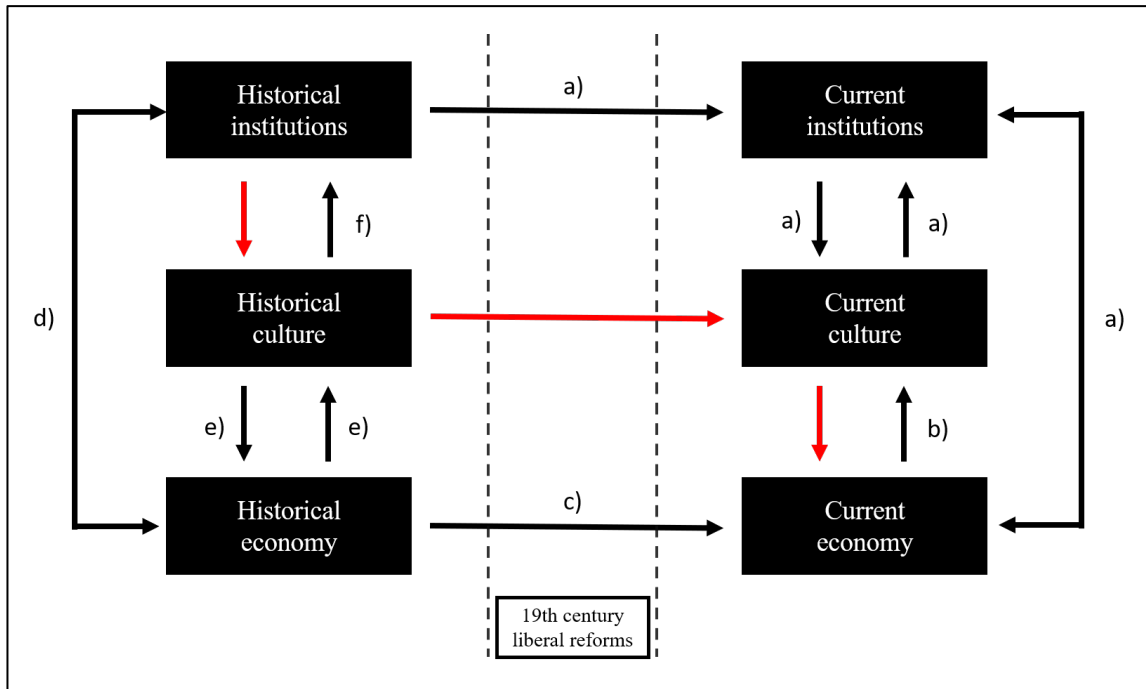 Historical
institutions
a)
Current
institutions
f)
a)
a)
d)
Historical
culture
Current
culture
a)
e)
e)
b)
Historical
economy
c)
Current
economy
19th century
liberal reforms